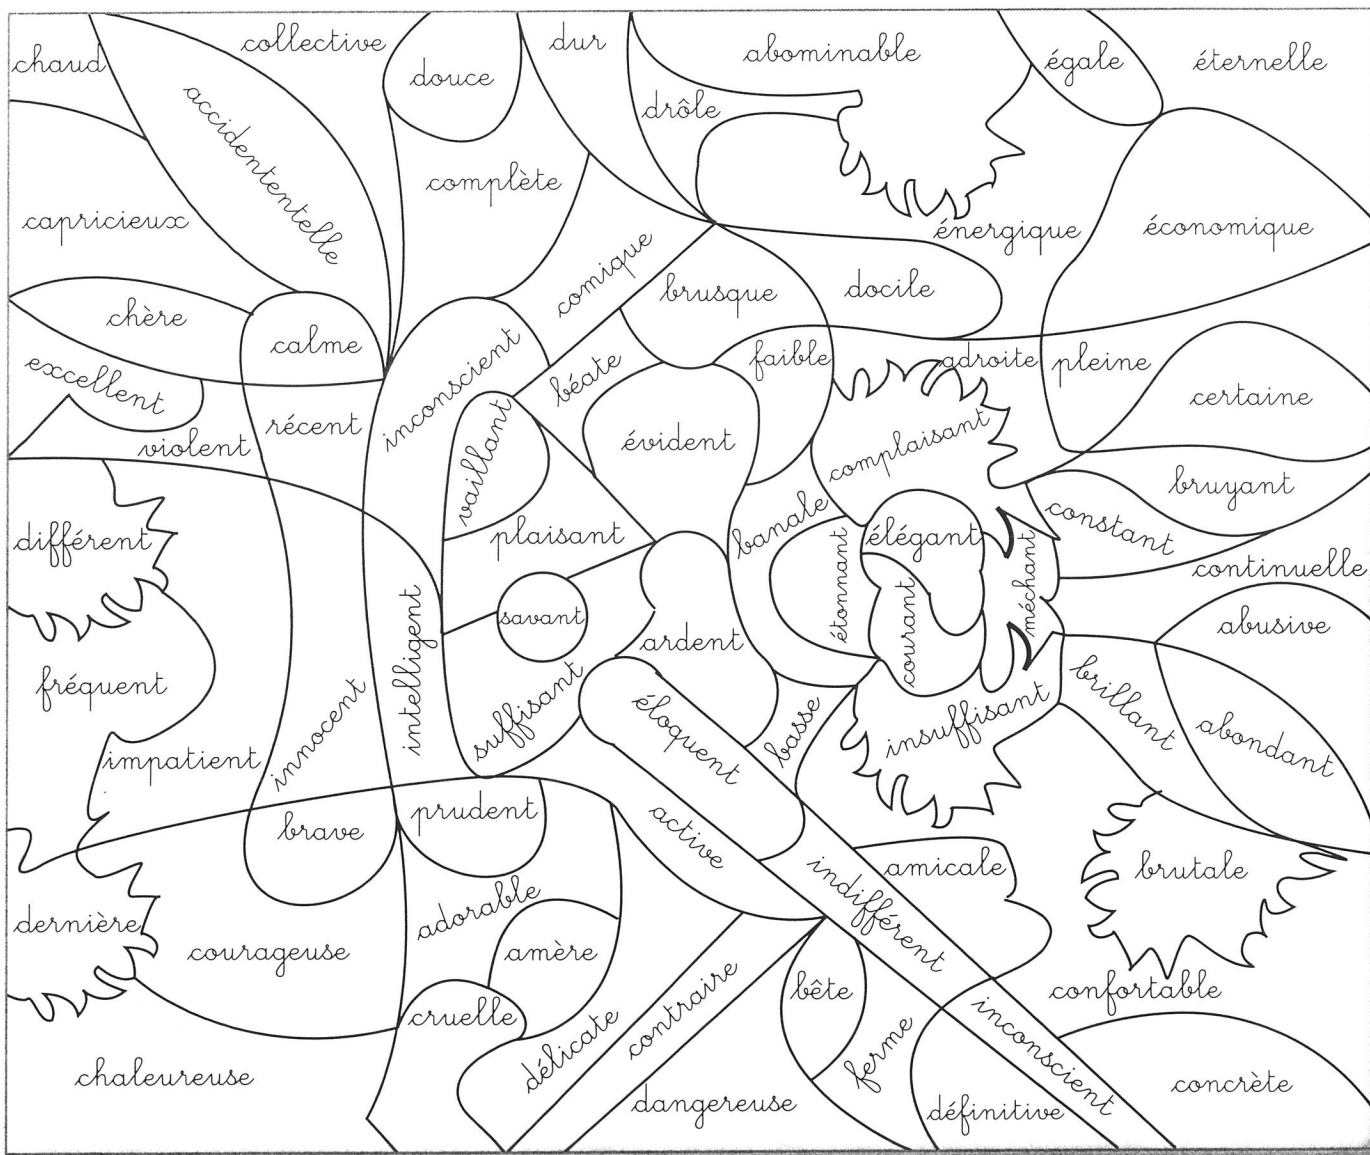 chaud
collective
douce
dur
abominable
égale
éternelle
accidententelle
drôle
complète
capricieux
comique
énergique
économique
chère
calme
brusque
docile
excellent
inconscient
béate
faible
adroite
pleine
certaine
récent
violent
vaillant
évident
complaisant
bruyant
différent
plaisant
banale
étonnant
élégant
constant
méchant
continuelle
intelligent
savant
ardent
courant
abusive
fréquent
innocent
suffisant
éloquent
basse
insuffisant
brillant
abondant
impatient
brave
prudent
active
indifférent
amicale
brutale
dernière
courageuse
adorable
amère
contraire
bête
confortable
cruelle
délicate
ferme
inconscient
chaleureuse
dangereuse
définitive
concrète